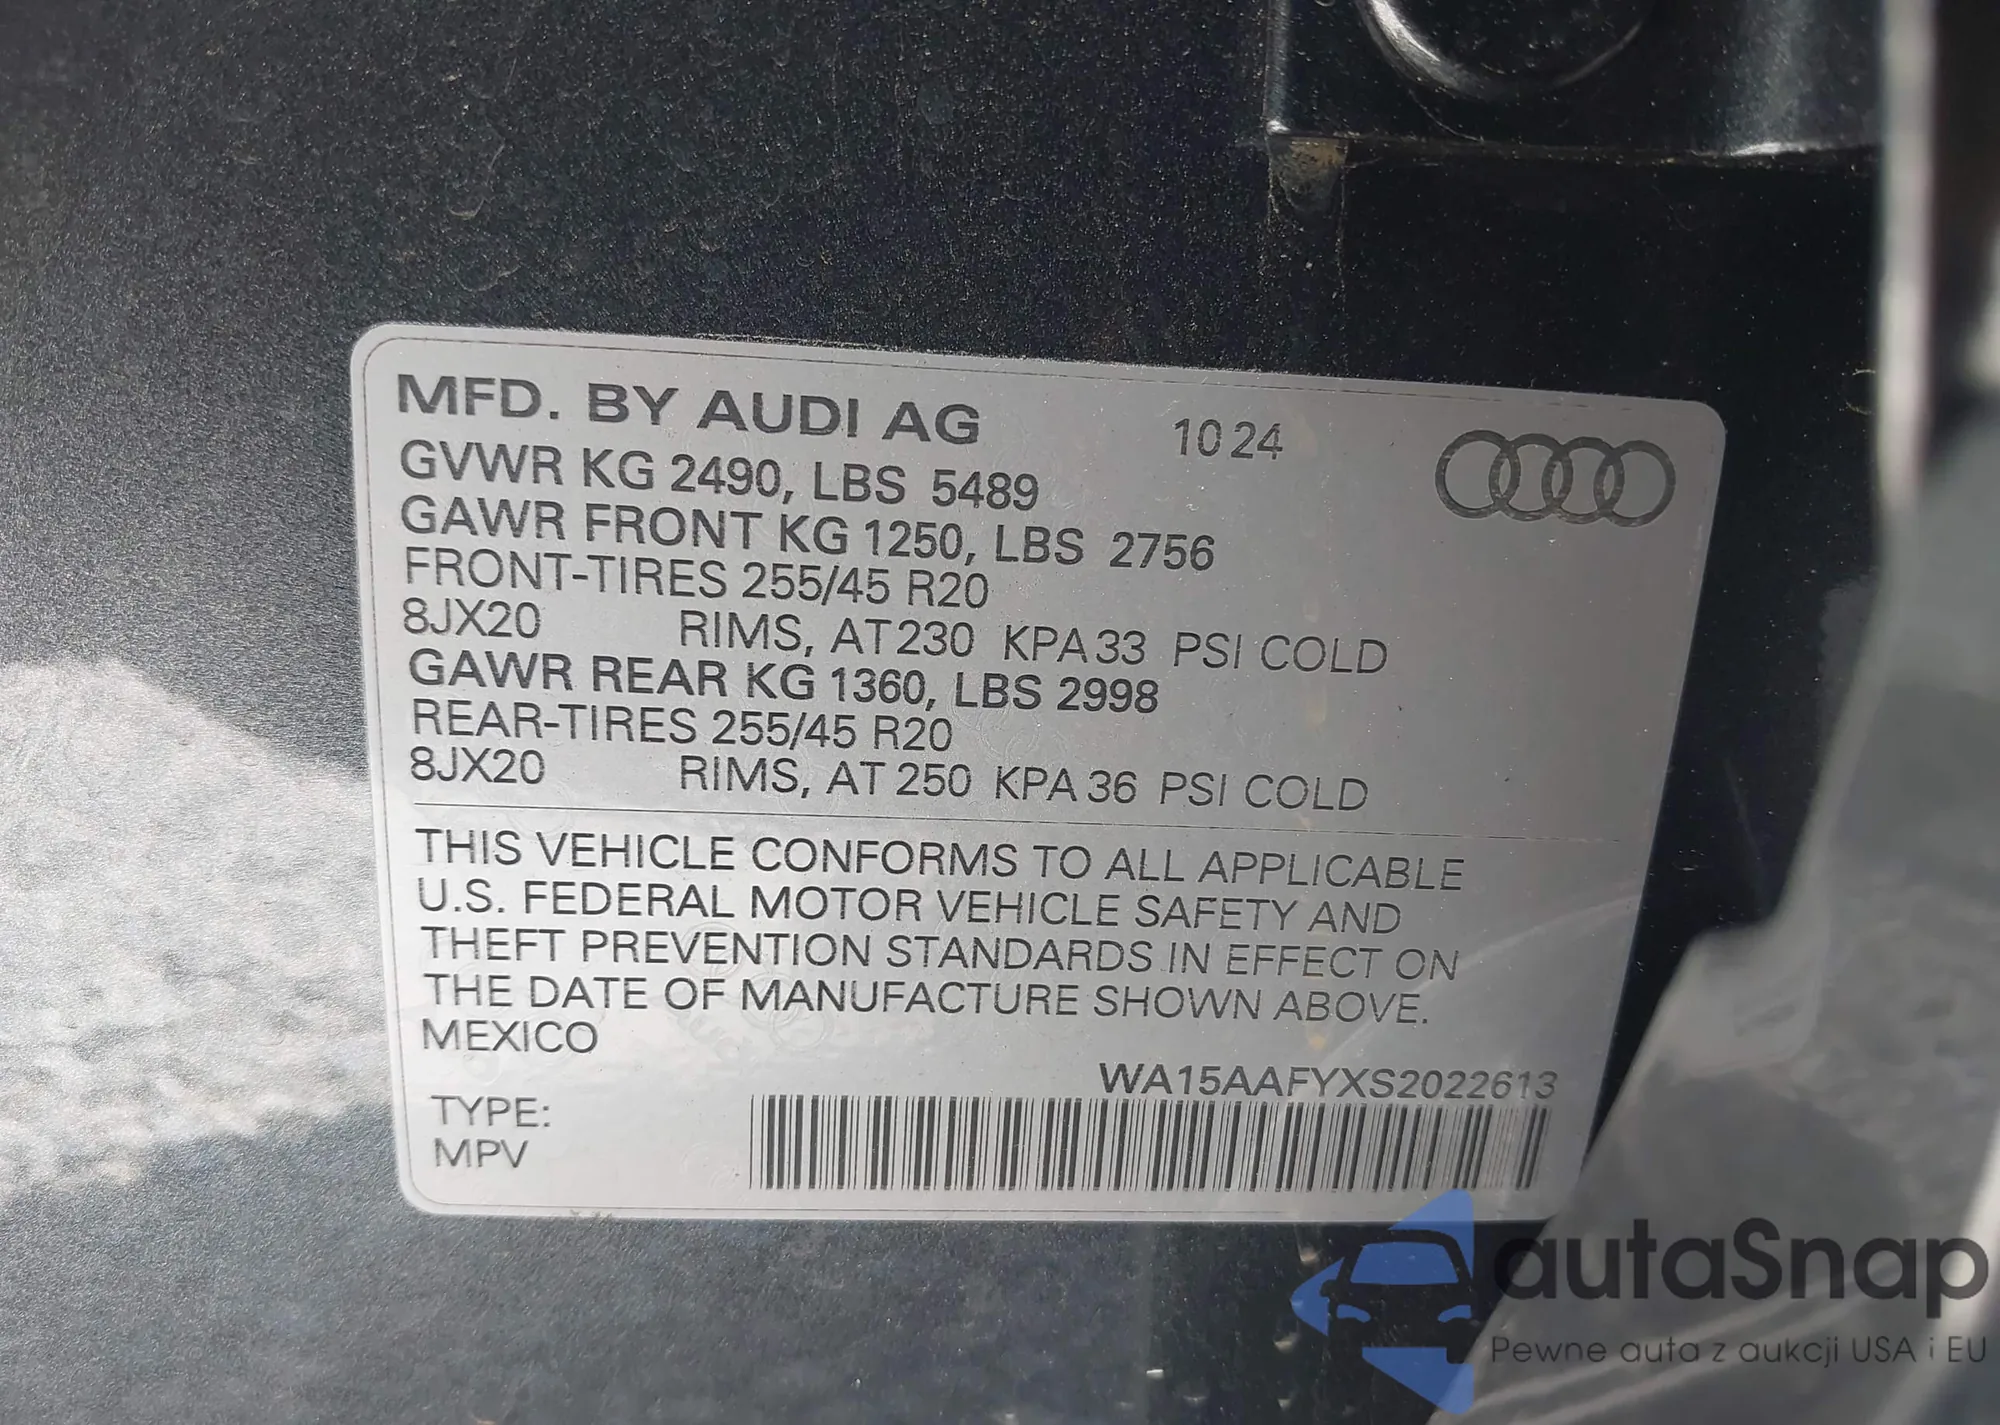 MFD. BY AUDI AG 10 24
GVWR KG 2490, LBS 5489
GAWR FRONT KG 1250, LBS 2756
FRONT-TIRES 255/45 R20
8JX20 RIMS, AT 230 KPA 33 PSI COLD
GAWR REAR KG 1360, LBS 2998
REAR-TIRES 255/45 R20
8JX20 RIMS, AT 250 KPA 36 PSI COLD
THIS VEHICLE CONFORMS TO ALL APPLICABLE
U.S. FEDERAL MOTOR VEHICLE SAFETY AND
THEFT PREVENTION STANDARDS IN EFFECT ON
THE DATE OF MANUFACTURE SHOWN ABOVE.
MEXICO
WA15AAFYXS2022613
TYPE:
MPV
autaSnap
Pewne auta z aukcji USA i EU